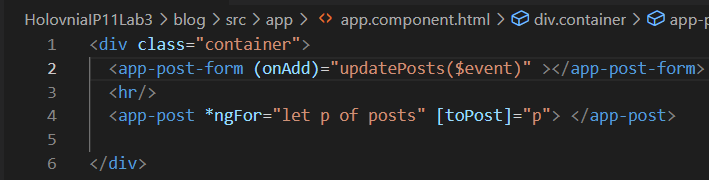 HolovniaIP11Lab3 > blog > src > app > <> app.component.html > div.container > app-p
1 <div class="container">
2 <app-post-form (onAdd)="updatePosts($event)" ></app-post-form>
3 <hr/>
4 <app-post *ngFor="let p of posts" [toPost]="p"> </app-post>
5
6 </div>